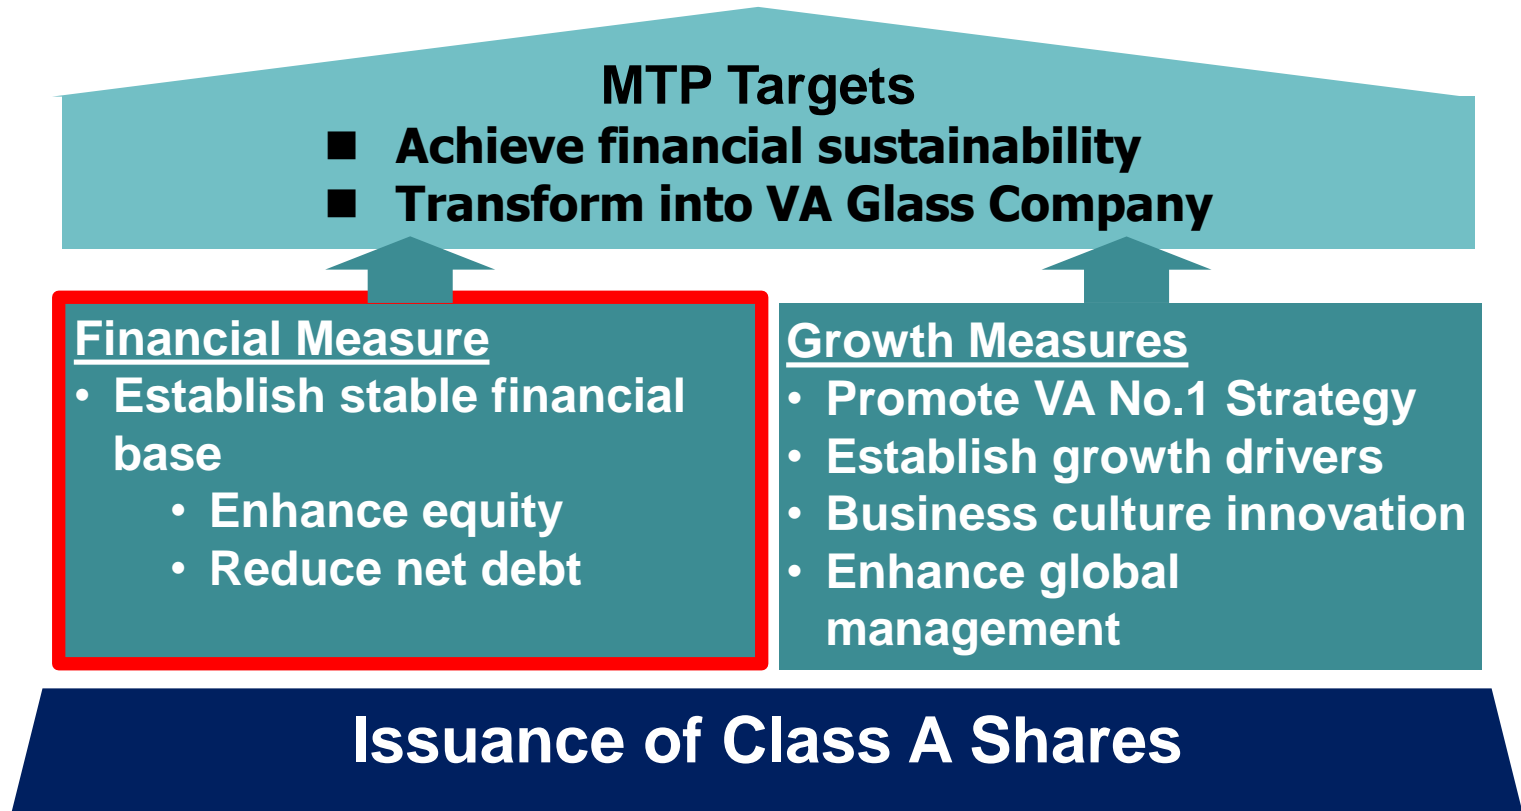 MTP Targets
■ Achieve financial sustainability
■ Transform into VA Glass Company
Financial Measure
• Establish stable financial
base
• Enhance equity
• Reduce net debt
Growth Measures
• Promote VA No.1 Strategy
• Establish growth drivers
• Business culture innovation
• Enhance global
management
Issuance of Class A Shares